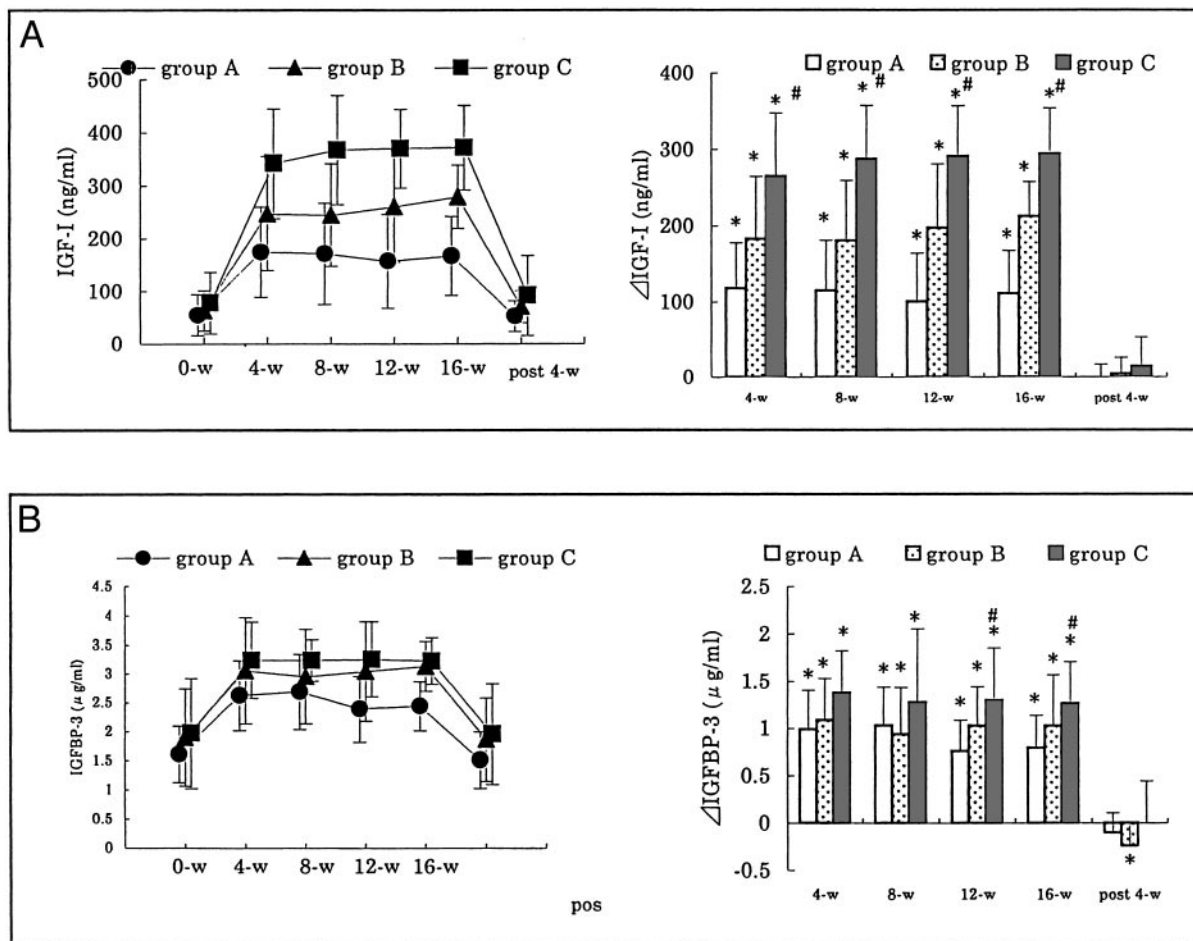 A
group A group B group C
500
400
300
200
100
0
IGF-I (ng/ml)
0-w 4-w 8-w 12-w 16-w post 4-w
group A group B group C
400
300
200
100
0
⊿IGF-I (ng/ml)
* * * #
* * * #
* * * #
* * * #
4-w 8-w 12-w 16-w post 4-w
B
group A group B group C
4.5
4
3.5
3
2.5
2
1.5
1
0.5
0
IGFBP-3 (μg/ml)
0-w 4-w 8-w 12-w 16-w
pos
group A group B group C
2.5
2
1.5
1
0.5
0
-0.5
⊿IGFBP-3 (μg/ml)
* * *
* * *
* * * #
* * * #
*
4-w 8-w 12-w 16-w post 4-w